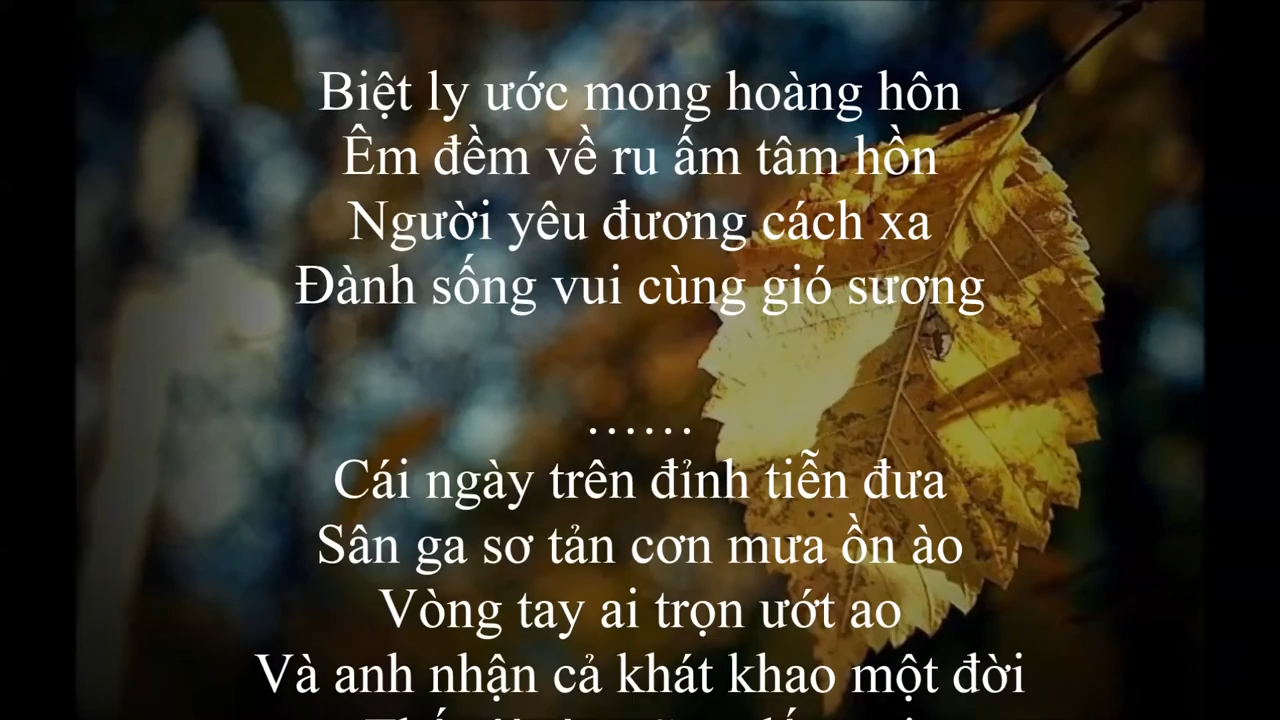 Biệt ly ước mong hoàng hôn
Êm đềm về ru ấm tâm hồn
Người yêu đương cách xa
Đành sống vui cùng gió sương
……
Cái ngày trên đỉnh tiễn đưa
Sân ga sơ tản cơn mưa ồn ào
Vòng tay ai trọn ướt ao
Và anh nhận cả khát khao một đời